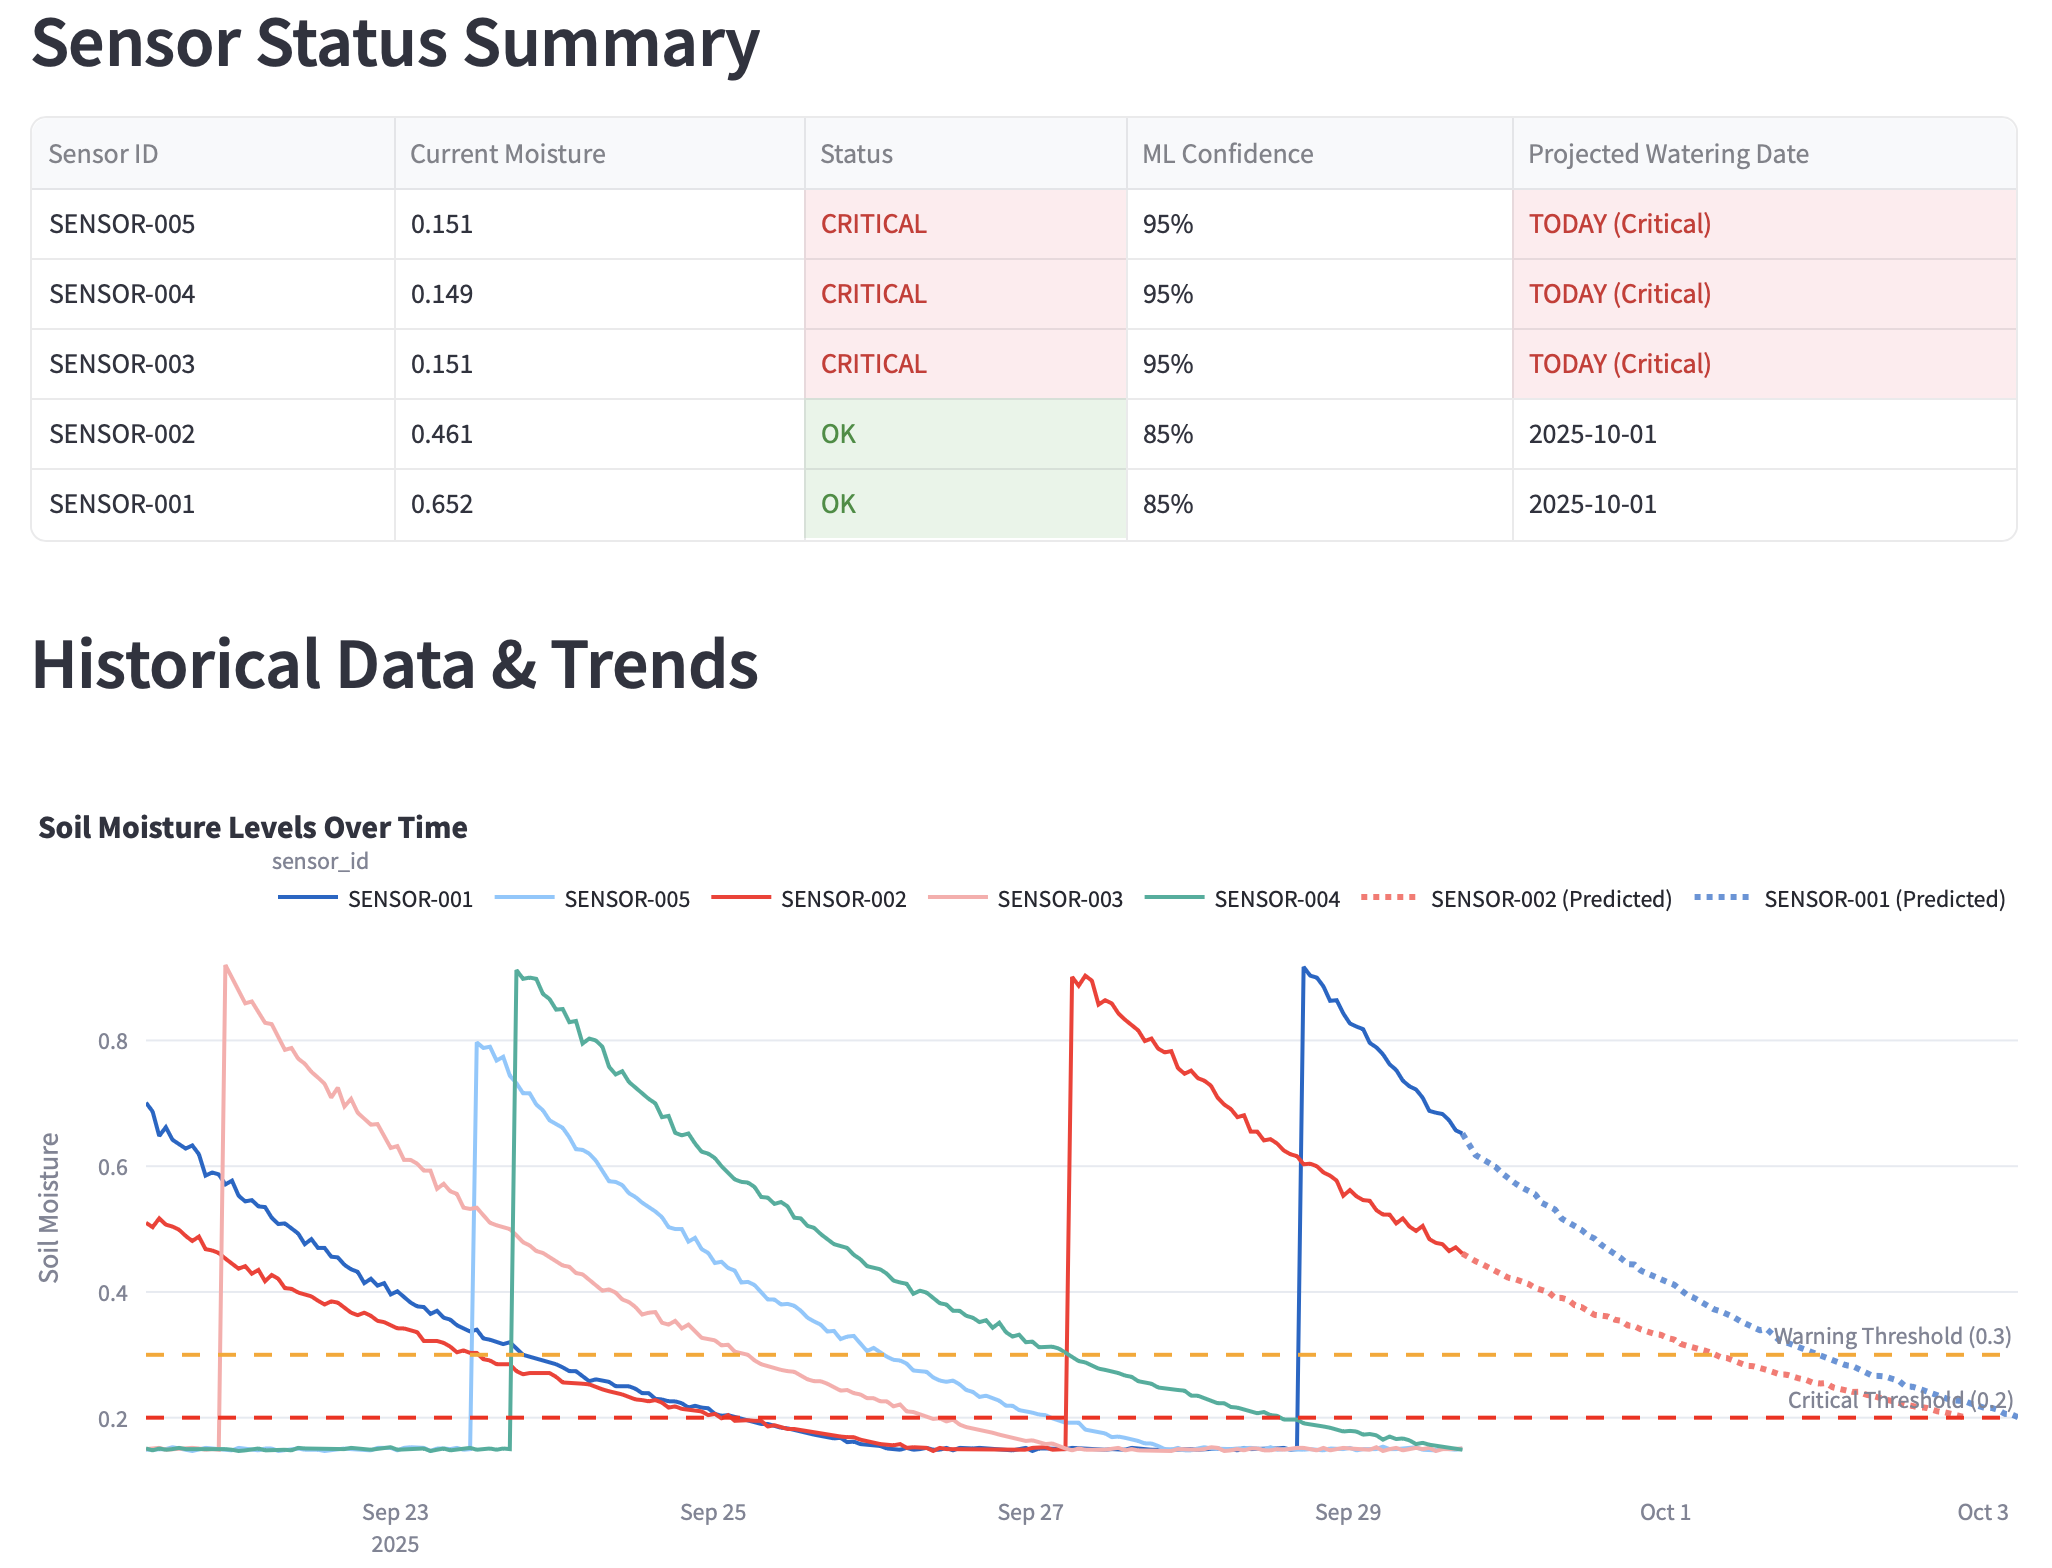 Sensor Status Summary
Sensor ID Current Moisture Status ML Confidence Projected Watering Date
SENSOR-005 0.151 CRITICAL 95% TODAY (Critical)
SENSOR-004 0.149 CRITICAL 95% TODAY (Critical)
SENSOR-003 0.151 CRITICAL 95% TODAY (Critical)
SENSOR-002 0.461 OK 85% 2025-10-01
SENSOR-001 0.652 OK 85% 2025-10-01
Historical Data & Trends
Soil Moisture Levels Over Time
sensor_id
SENSOR-001 SENSOR-005 SENSOR-002 SENSOR-003 SENSOR-004 SENSOR-002 (Predicted) SENSOR-001 (Predicted)
Soil Moisture
0.8
0.6
0.4
Warning Threshold (0.3)
Critical Threshold (0.2)
0.2
Sep 23 Sep 25 Sep 27 Sep 29 Oct 1 Oct 3
2025